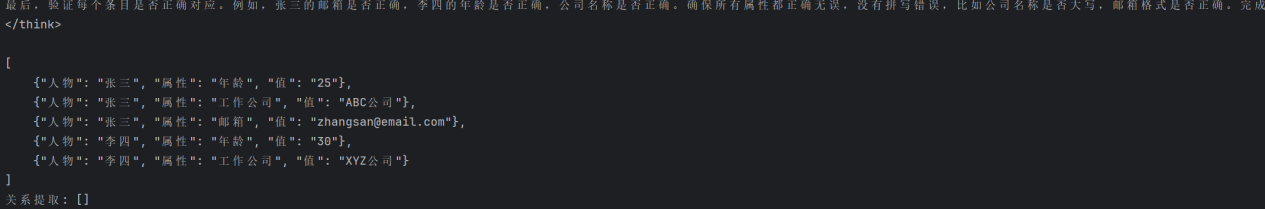 最后，验证每个条目是否正确对应。例如，张三的邮箱是否正确，李四的年龄是否正确，公司名称是否正确。确保所有属性都正确无误，没有拼写错误，比如公司名称是否大写，邮箱格式是否正确。完成
</think>
[
{"人物": "张三", "属性": "年龄", "值": "25"},
{"人物": "张三", "属性": "工作公司", "值": "ABC公司"},
{"人物": "张三", "属性": "邮箱", "值": "zhangsan@email.com"},
{"人物": "李四", "属性": "年龄", "值": "30"},
{"人物": "李四", "属性": "工作公司", "值": "XYZ公司"}
]
关系提取: []